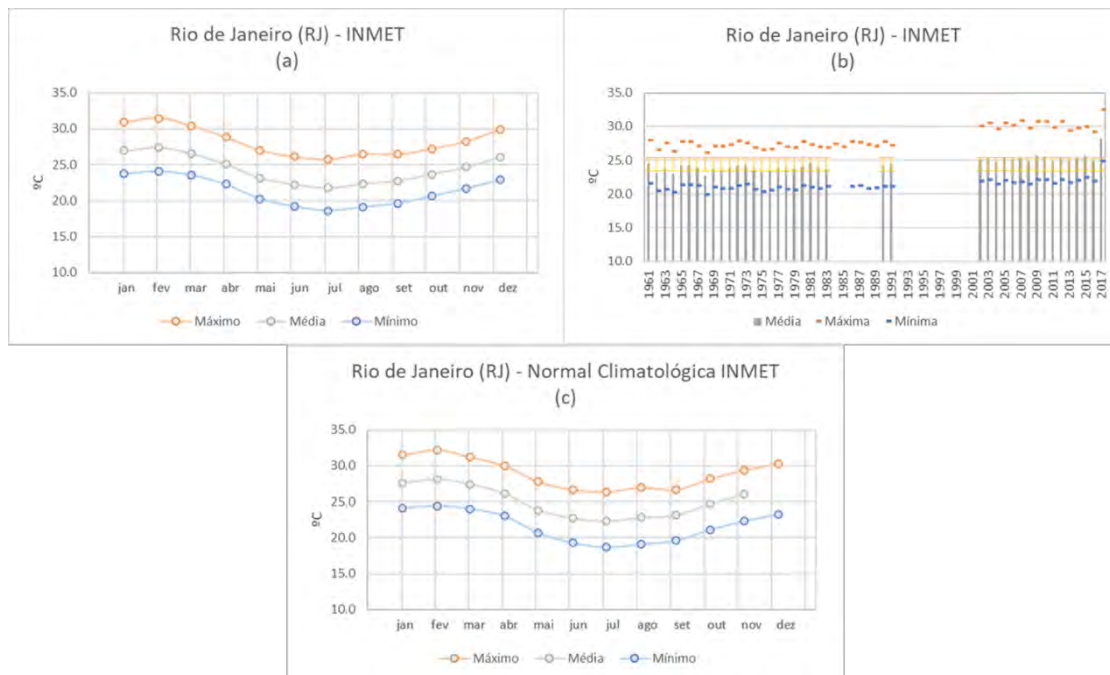 Rio de Janeiro (RJ) - INMET
(a)
ºC
35.0
30.0
25.0
20.0
15.0
10.0
jan fev mar abr mai jun jul ago set out nov dez
Máximo Média Mínimo
Rio de Janeiro (RJ) - INMET
(b)
ºC
35.0
30.0
25.0
20.0
15.0
10.0
1961 1963 1965 1967 1969 1971 1973 1975 1977 1979 1981 1983 1985 1987 1989 1991 1993 1995 1997 1999 2001 2003 2005 2007 2009 2011 2013 2015 2017
Média Máxima Mínima
Rio de Janeiro (RJ) - Normal Climatológica INMET
(c)
ºC
35.0
30.0
25.0
20.0
15.0
10.0
jan fev mar abr mai jun jul ago set out nov dez
Máximo Média Mínimo